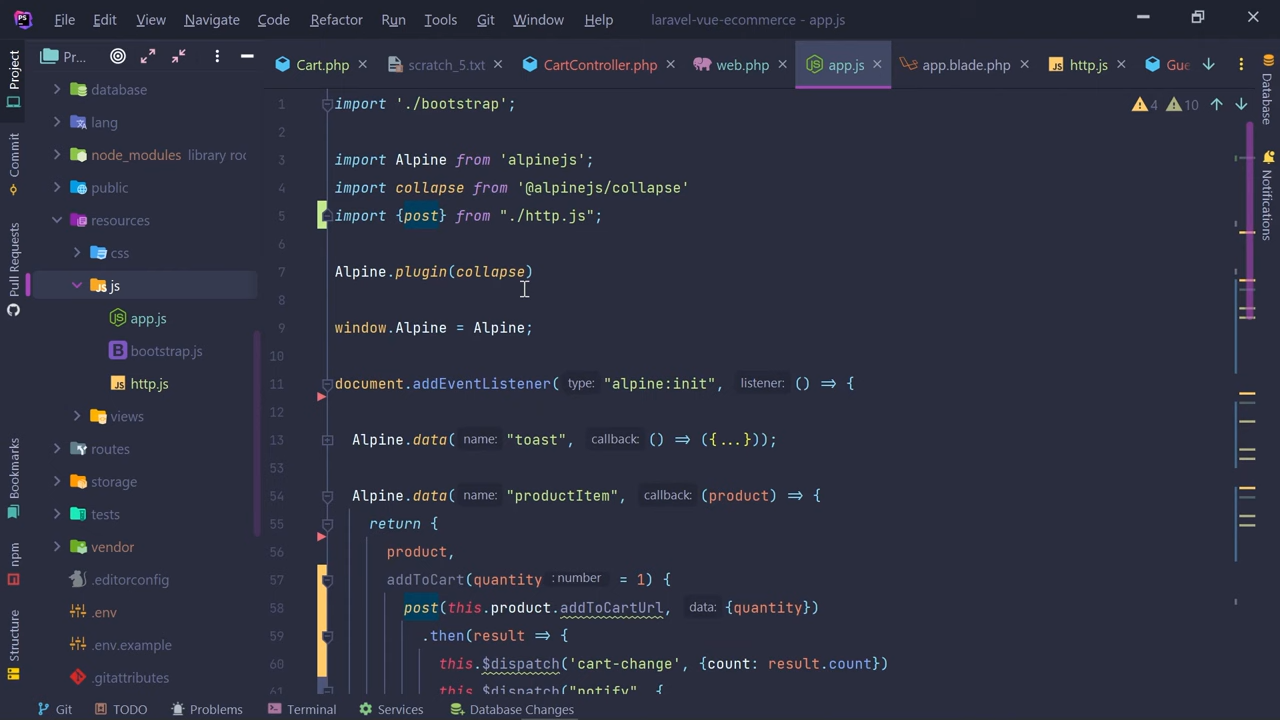 PS File Edit View Navigate Code Refactor Run Tools Git Window Help laravel-vue-ecommerce - app.js
Pr... Cart.php scratch_5.txt CartController.php web.php app.js app.blade.php http.js Gue
Project
Commit
Pull Requests
Bookmarks
npm
Structure
database
lang
node_modules library roo
public
resources
css
js
app.js
bootstrap.js
http.js
views
routes
storage
tests
vendor
.editorconfig
.env
.env.example
.gitattributes
4 10
1 import './bootstrap';
2
3 import Alpine from 'alpinejs';
4 import collapse from '@alpinejs/collapse'
5 import {post} from "./http.js";
6
7 Alpine.plugin(collapse)
8
9 window.Alpine = Alpine;
10
11 document.addEventListener( type: "alpine:init", listener: () => {
12
13 Alpine.data( name: "toast", callback: () => ({...}));
53
54 Alpine.data( name: "productItem", callback: (product) => {
55 return {
56 product,
57 addToCart(quantity : number = 1) {
58 post(this.product.addToCartUrl, data: {quantity})
59 .then(result => {
60 this.$dispatch('cart-change', {count: result.count})
61 this.$dispatch("notify", {
Database
Notifications
Git TODO Problems Terminal Services Database Changes